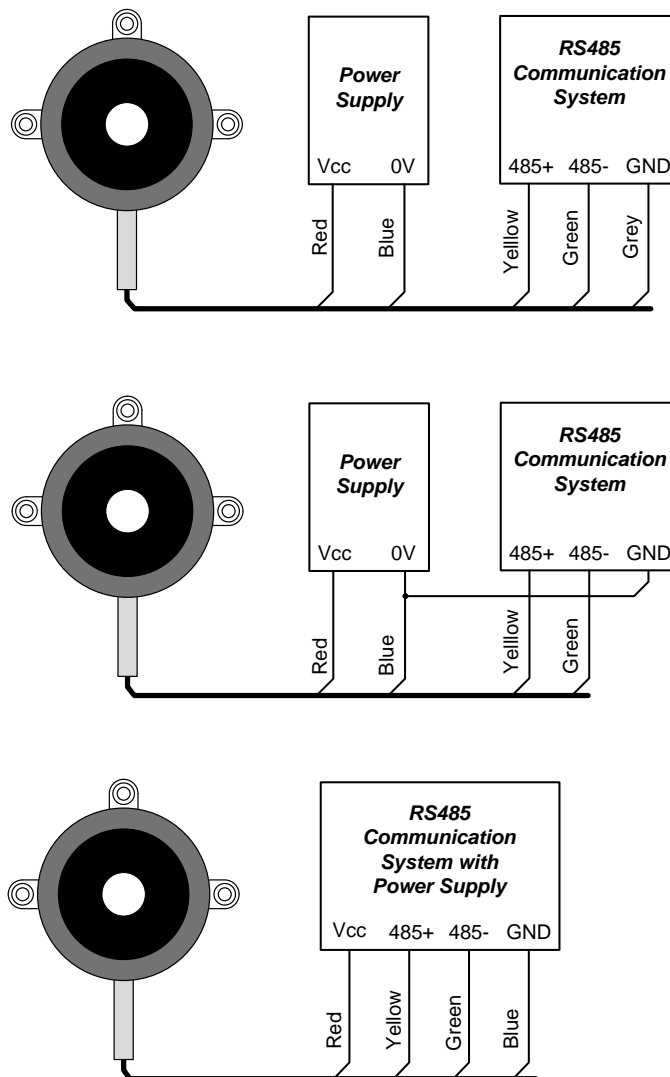 Power
Supply
RS485
Communication
System
Vcc 0V
485+ 485- GND
Red
Blue
Yelllow
Green
Grey
Power
Supply
RS485
Communication
System
Vcc 0V
485+ 485- GND
Red
Blue
Yelllow
Green
RS485
Communication
System with
Power Supply
Vcc 485+ 485- GND
Red
Yellow
Green
Blue